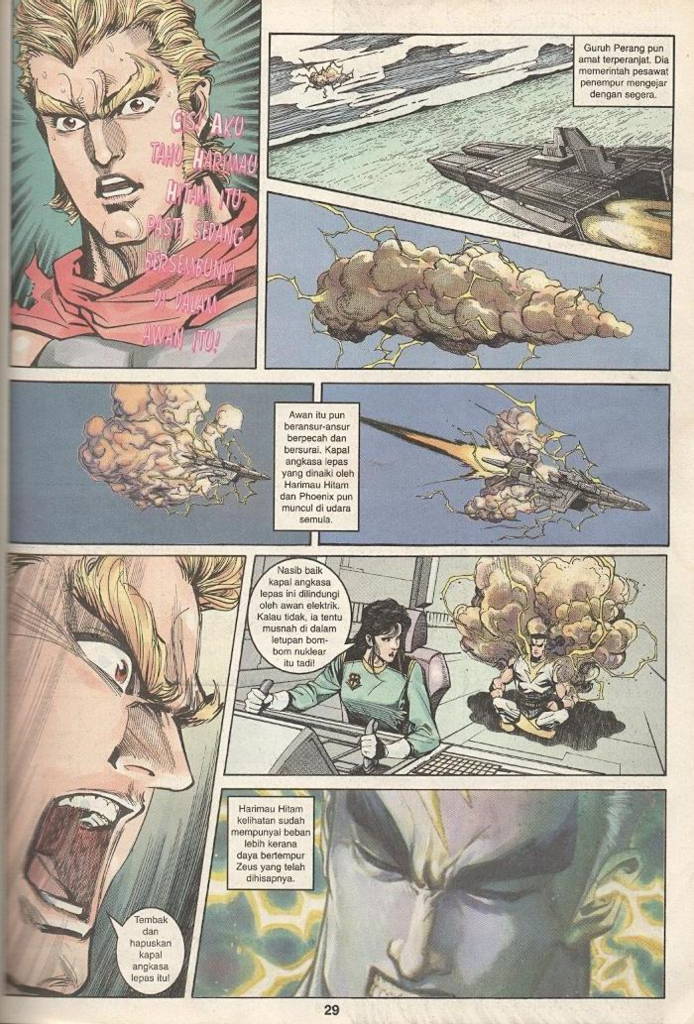 CIS! AKU
TAHU HARIMAU
HITAM ITU
PASTI SEDANG
BERSEMBUNYI
DI DALAM
AWAN ITU!
Guruh Perang pun
amat terperanjat. Dia
memerintah pesawat
penempur mengejar
dengan segera.
Awan itu pun
beransur-ansur
berpecah dan
bersurai. Kapal
angkasa lepas
yang dinaiki oleh
Harimau Hitam
dan Phoenix pun
muncul di udara
semula.
Tembak
dan
hapuskan
kapal
angkasa
lepas itu!
Nasib baik
kapal angkasa
lepas ini dilindungi
oleh awan elektrik.
Kalau tidak, ia tentu
musnah di dalam
letupan bom-
bom nuklear
itu tadi!
Harimau Hitam
kelihatan sudah
mempunyai beban
lebih kerana
daya bertempur
Zeus yang telah
dihisapnya.
29